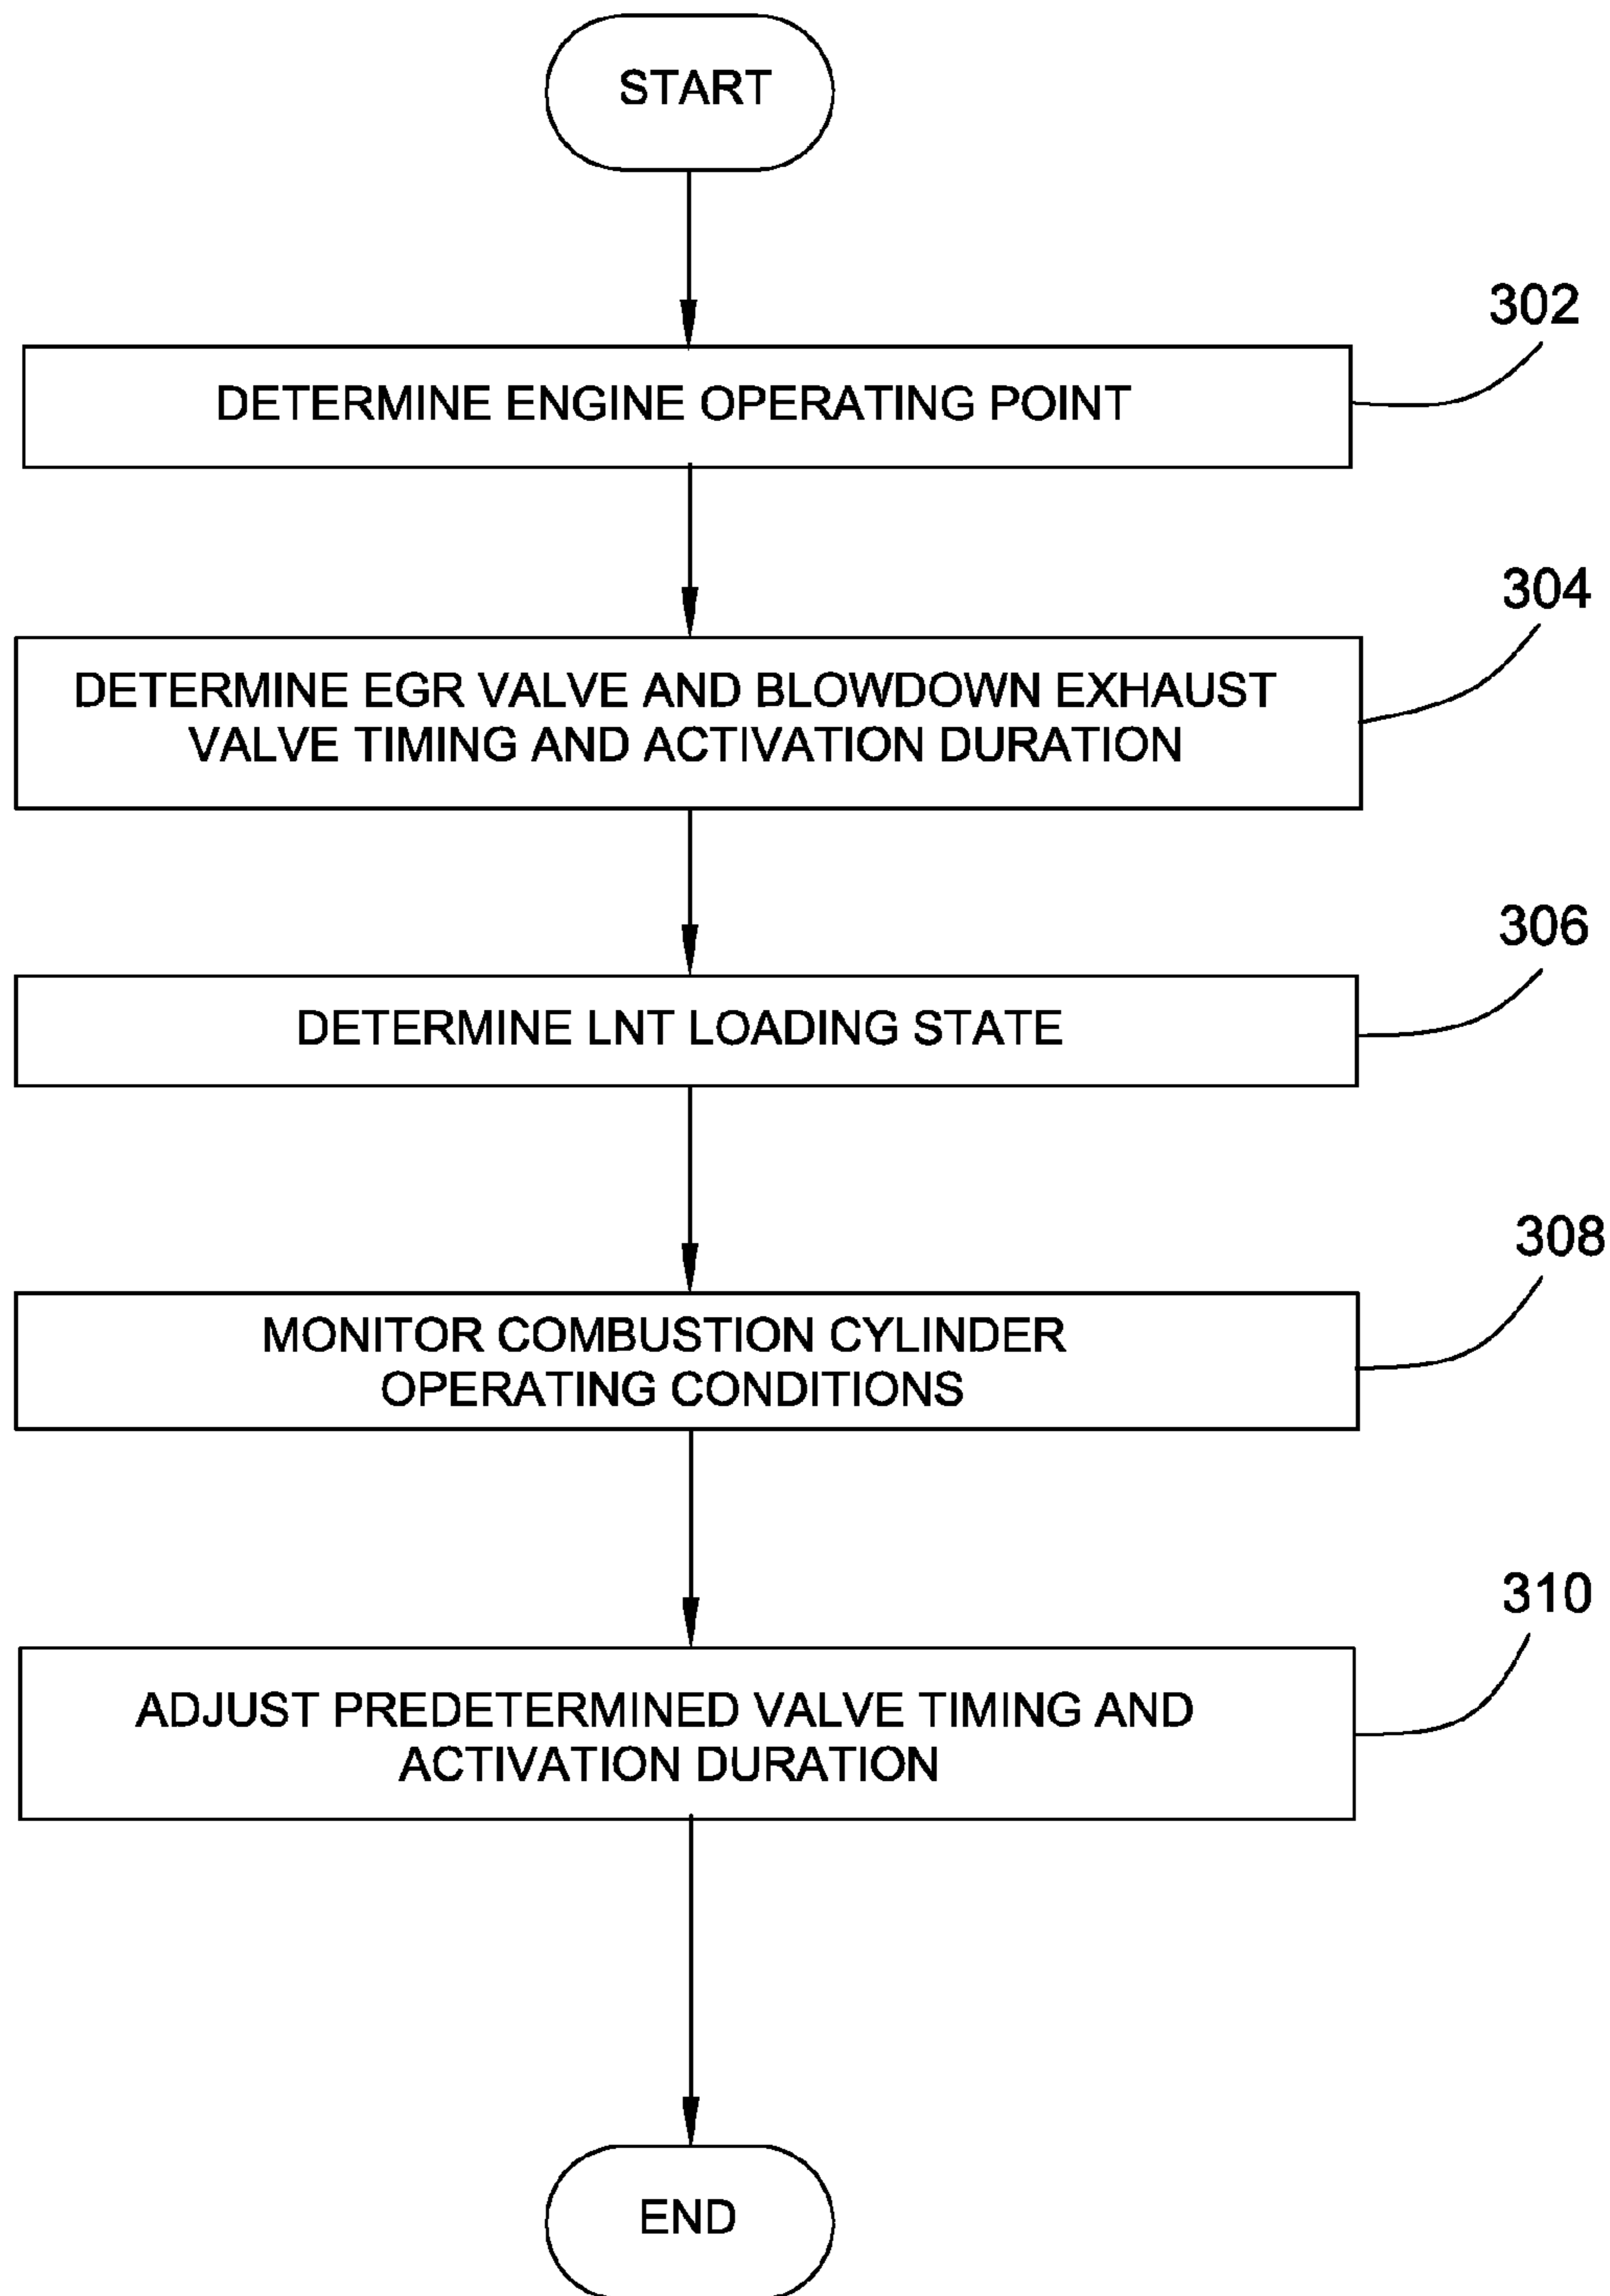 START
302
DETERMINE ENGINE OPERATING POINT
304
DETERMINE EGR VALVE AND BLOWDOWN EXHAUST
VALVE TIMING AND ACTIVATION DURATION
306
DETERMINE LNT LOADING STATE
308
MONITOR COMBUSTION CYLINDER
OPERATING CONDITIONS
310
ADJUST PREDETERMINED VALVE TIMING AND
ACTIVATION DURATION
END